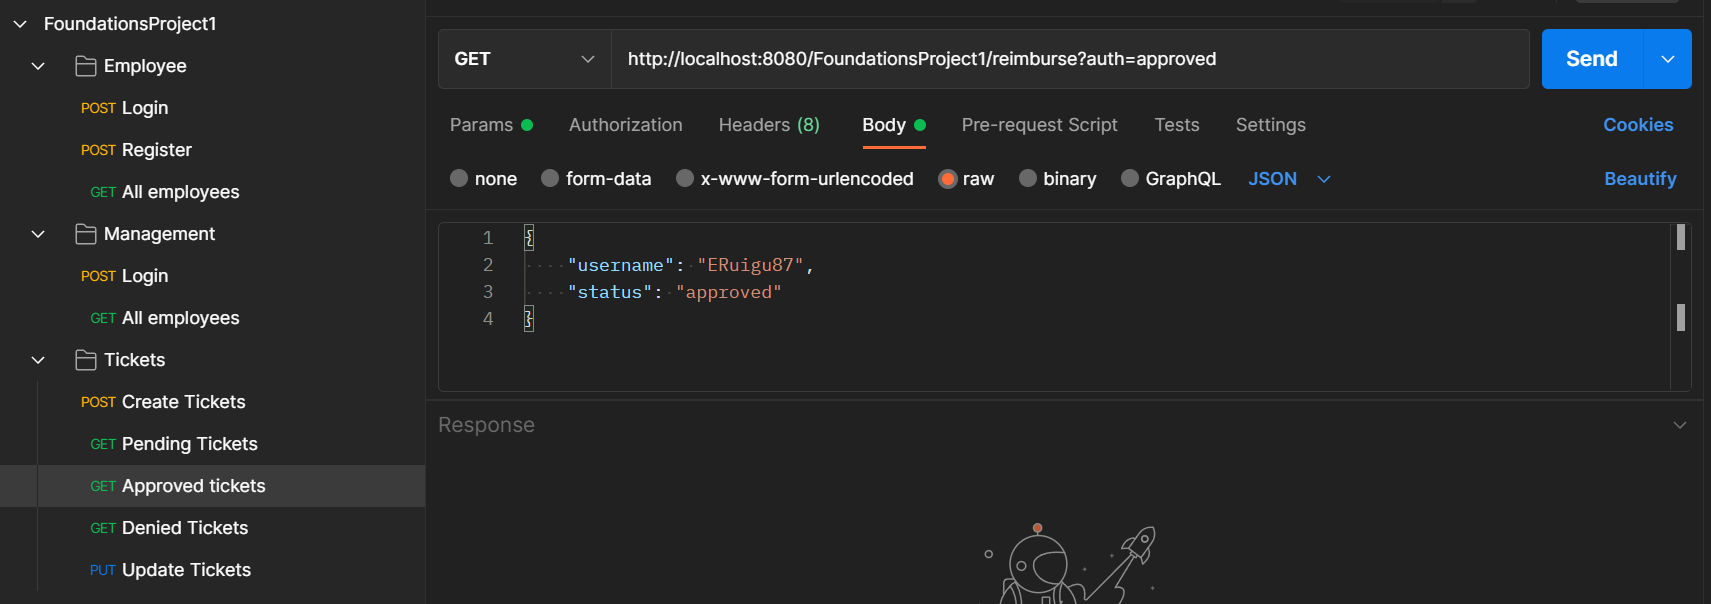 FoundationsProject1
Employee
POST Login
POST Register
GET All employees
Management
POST Login
GET All employees
Tickets
POST Create Tickets
GET Pending Tickets
GET Approved tickets
GET Denied Tickets
PUT Update Tickets
GET http://localhost:8080/FoundationsProject1/reimburse?auth=approved Send
Params Authorization Headers (8) Body Pre-request Script Tests Settings Cookies
none form-data x-www-form-urlencoded raw binary GraphQL JSON Beautify
1 {
2 "username": "ERuigu87",
3 "status": "approved"
4 }
Response